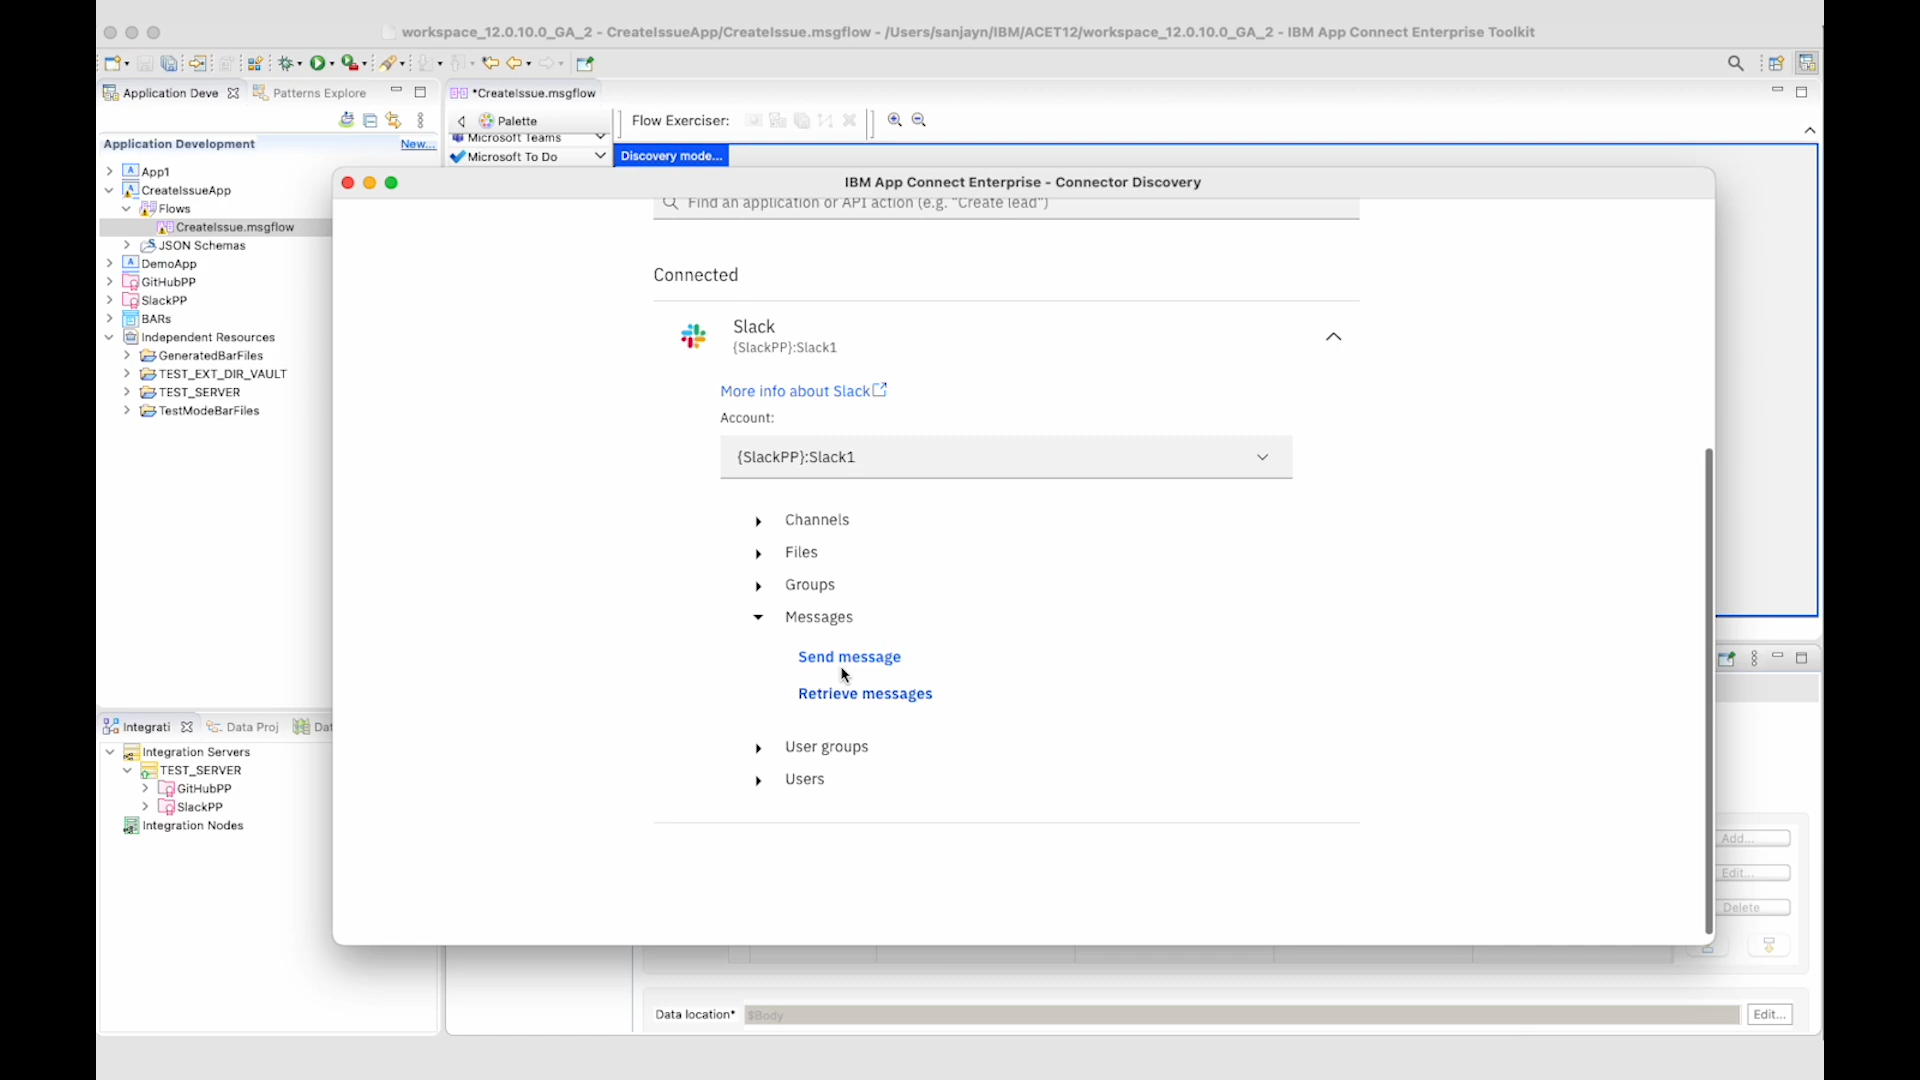 workspace_12.0.10.0_GA_2 - CreateIssueApp/CreateIssue.msgflow - /Users/sanjayn/IBM/ACET12/workspace_12.0.10.0_GA_2 - IBM App Connect Enterprise Toolkit
Application Deve
Patterns Explore
*CreateIssue.msgflow
Palette
Flow Exerciser:
Microsoft Teams
Application Development
New...
Microsoft To Do
Discovery mode...
App1
CreateIssueApp
Flows
CreateIssue.msgflow
JSON Schemas
DemoApp
GitHubPP
SlackPP
BARs
Independent Resources
GeneratedBarFiles
TEST_EXT_DIR_VAULT
TEST_SERVER
TestModeBarFiles
IBM App Connect Enterprise - Connector Discovery
Find an application or API action (e.g. "Create lead")
Connected
Slack
{SlackPP}:Slack1
More info about Slack
Account:
{SlackPP}:Slack1
Channels
Files
Groups
Messages
Send message
Retrieve messages
User groups
Users
Integrati
Data Proj
Dat
Integration Servers
TEST_SERVER
GitHubPP
SlackPP
Integration Nodes
Add...
Edit...
Delete
Data location*
$Body
Edit...